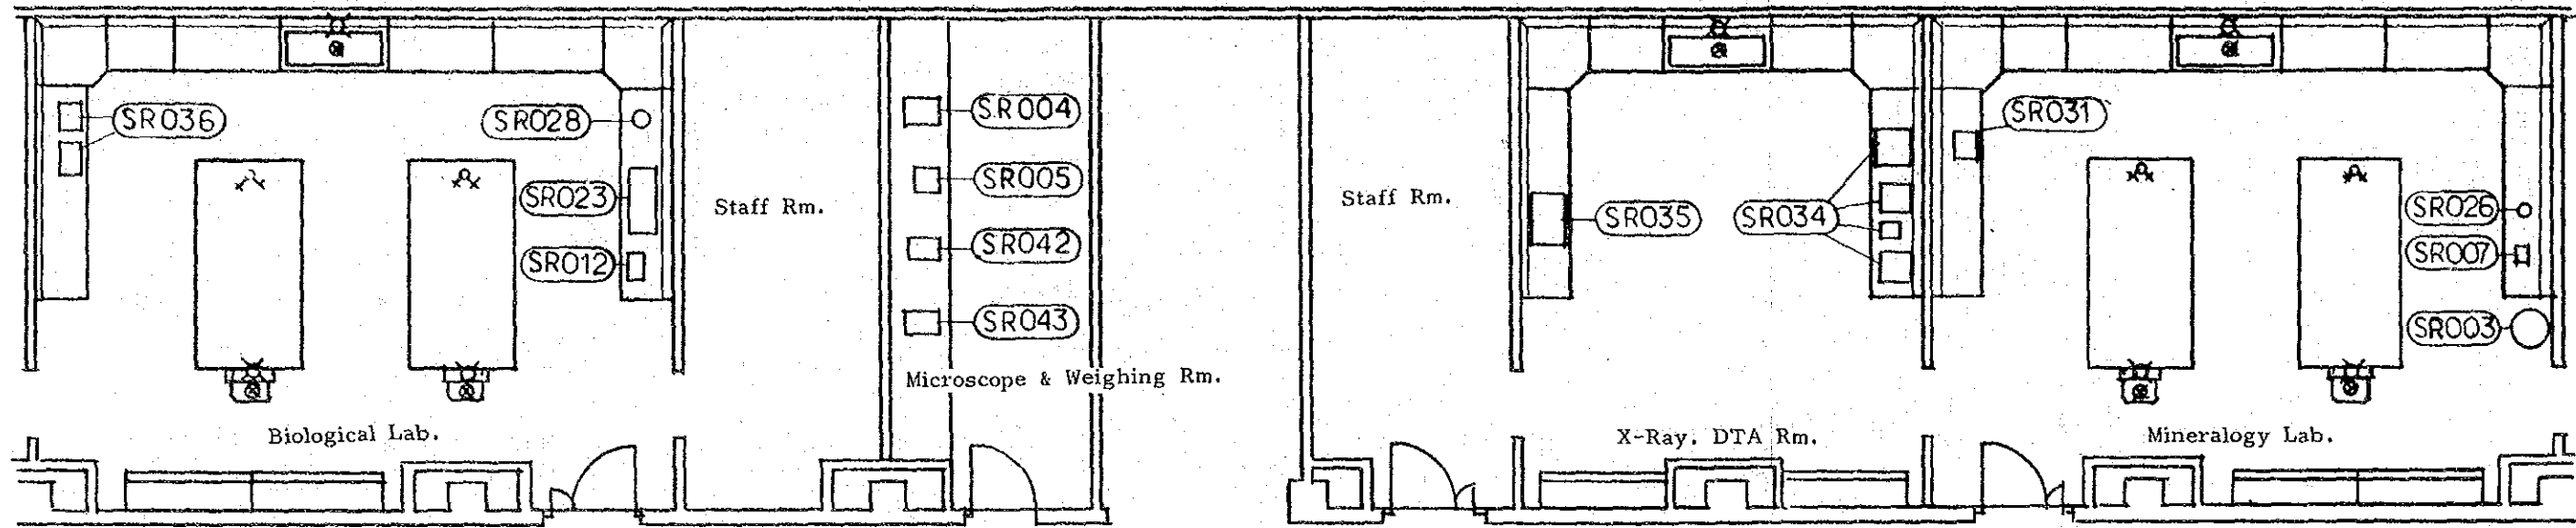 SR036
SR028
SR023
SR012
Biological Lab.
Staff Rm.
SR004
SR005
SR042
SR043
Microscope & Weighing Rm.
Staff Rm.
SR035
SR034
X-Ray. DTA Rm.
SR031
SR026
SR007
SR003
Mineralogy Lab.